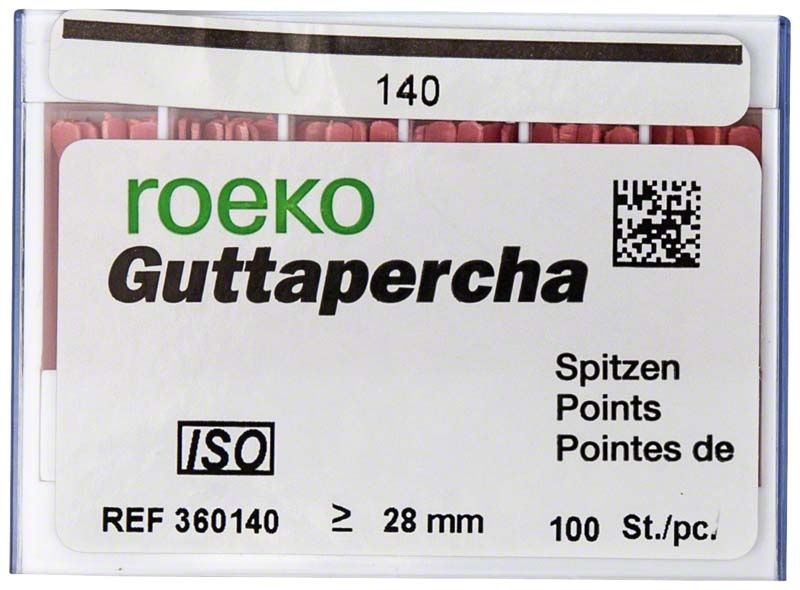 140
roeko
Guttapercha
Spitzen
Points
Pointes de
ISO
REF 360140 ≥ 28 mm 100 St./pc.